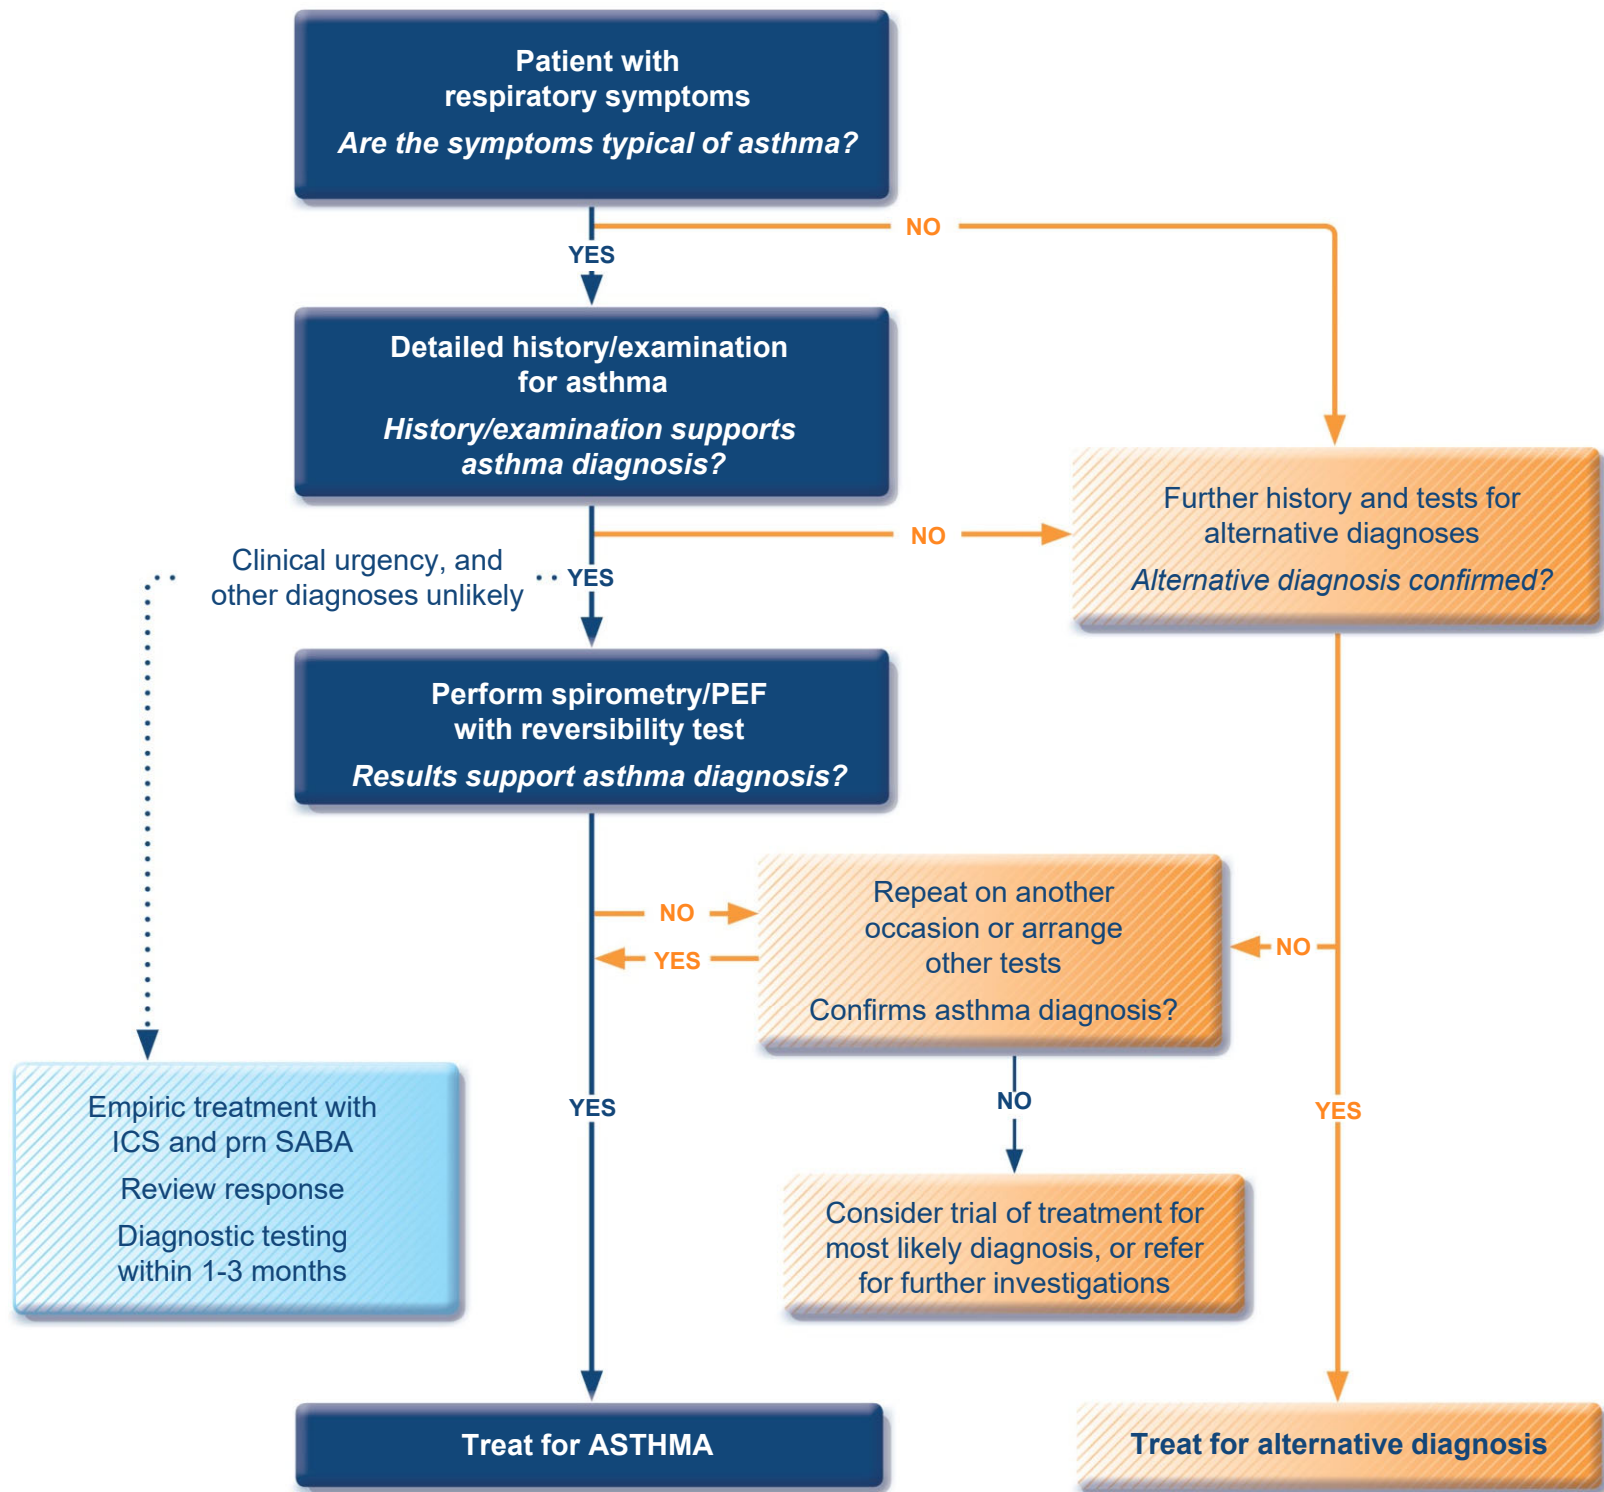 Patient with
respiratory symptoms
Are the symptoms typical of asthma?
NO
YES
Detailed history/examination
for asthma
History/examination supports
asthma diagnosis?
Further history and tests for
alternative diagnoses
Alternative diagnosis confirmed?
NO
Clinical urgency, and
other diagnoses unlikely
YES
Perform spirometry/PEF
with reversibility test
Results support asthma diagnosis?
Repeat on another
occasion or arrange
other tests
Confirms asthma diagnosis?
NO
YES
NO
Empiric treatment with
ICS and prn SABA
Review response
Diagnostic testing
within 1-3 months
YES
NO
YES
Consider trial of treatment for
most likely diagnosis, or refer
for further investigations
Treat for ASTHMA
Treat for alternative diagnosis